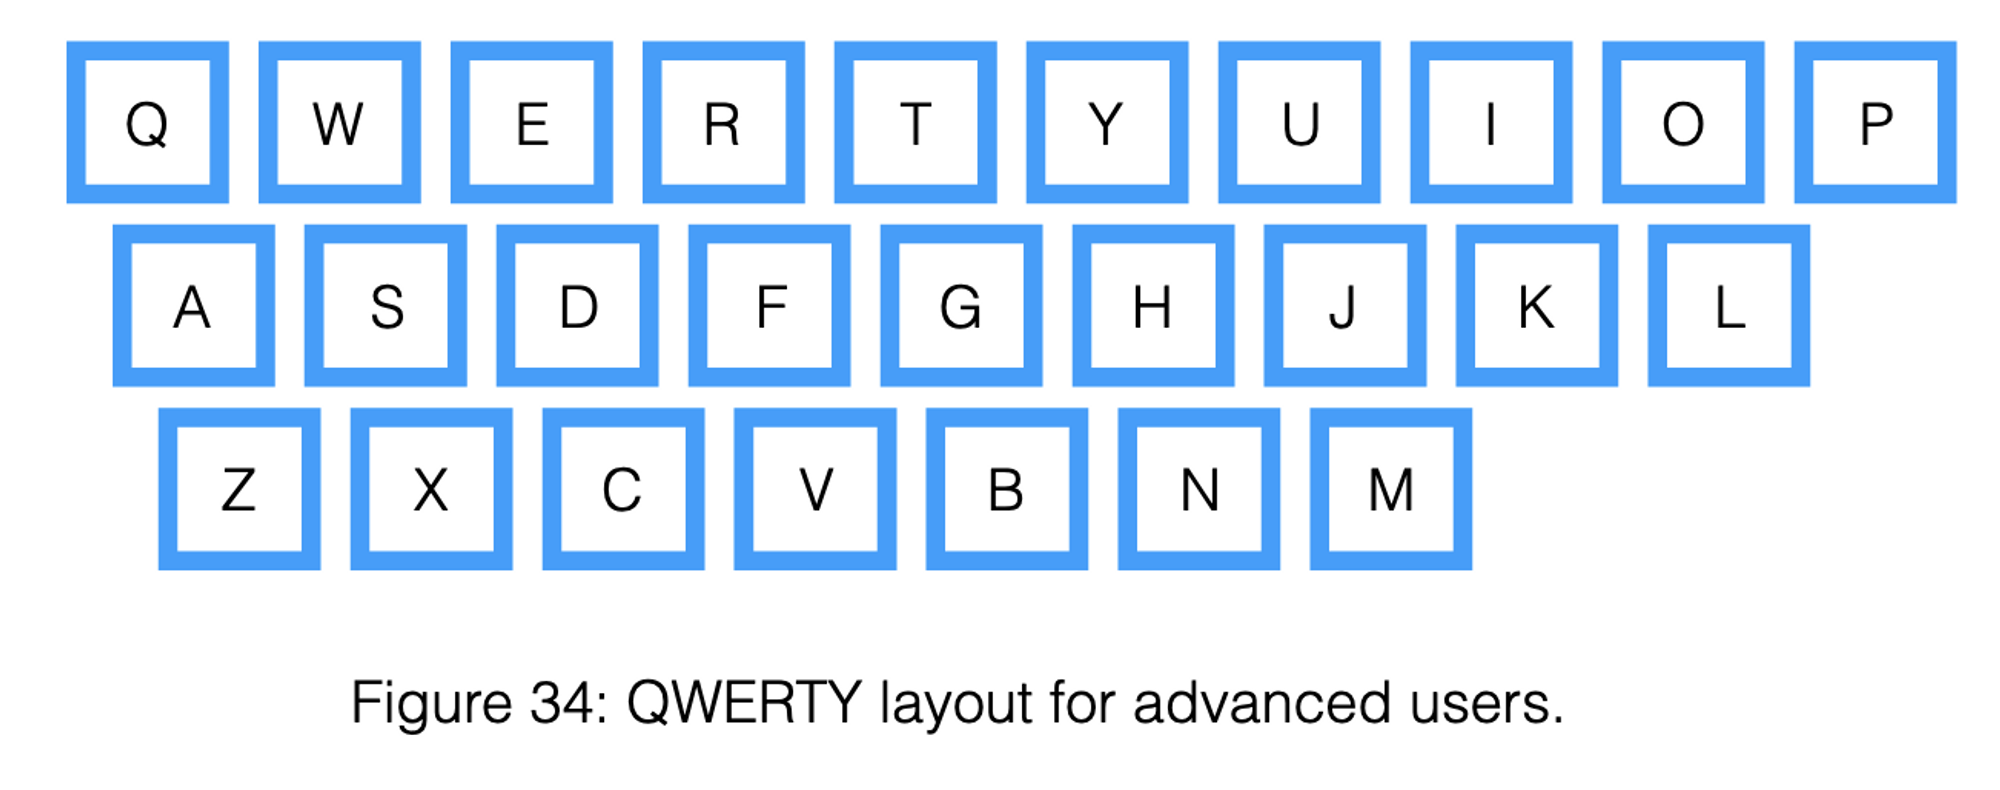 Q W E R T Y U I O P
A S D F G H J K L
Z X C V B N M
Figure 34: QWERTY layout for advanced users.